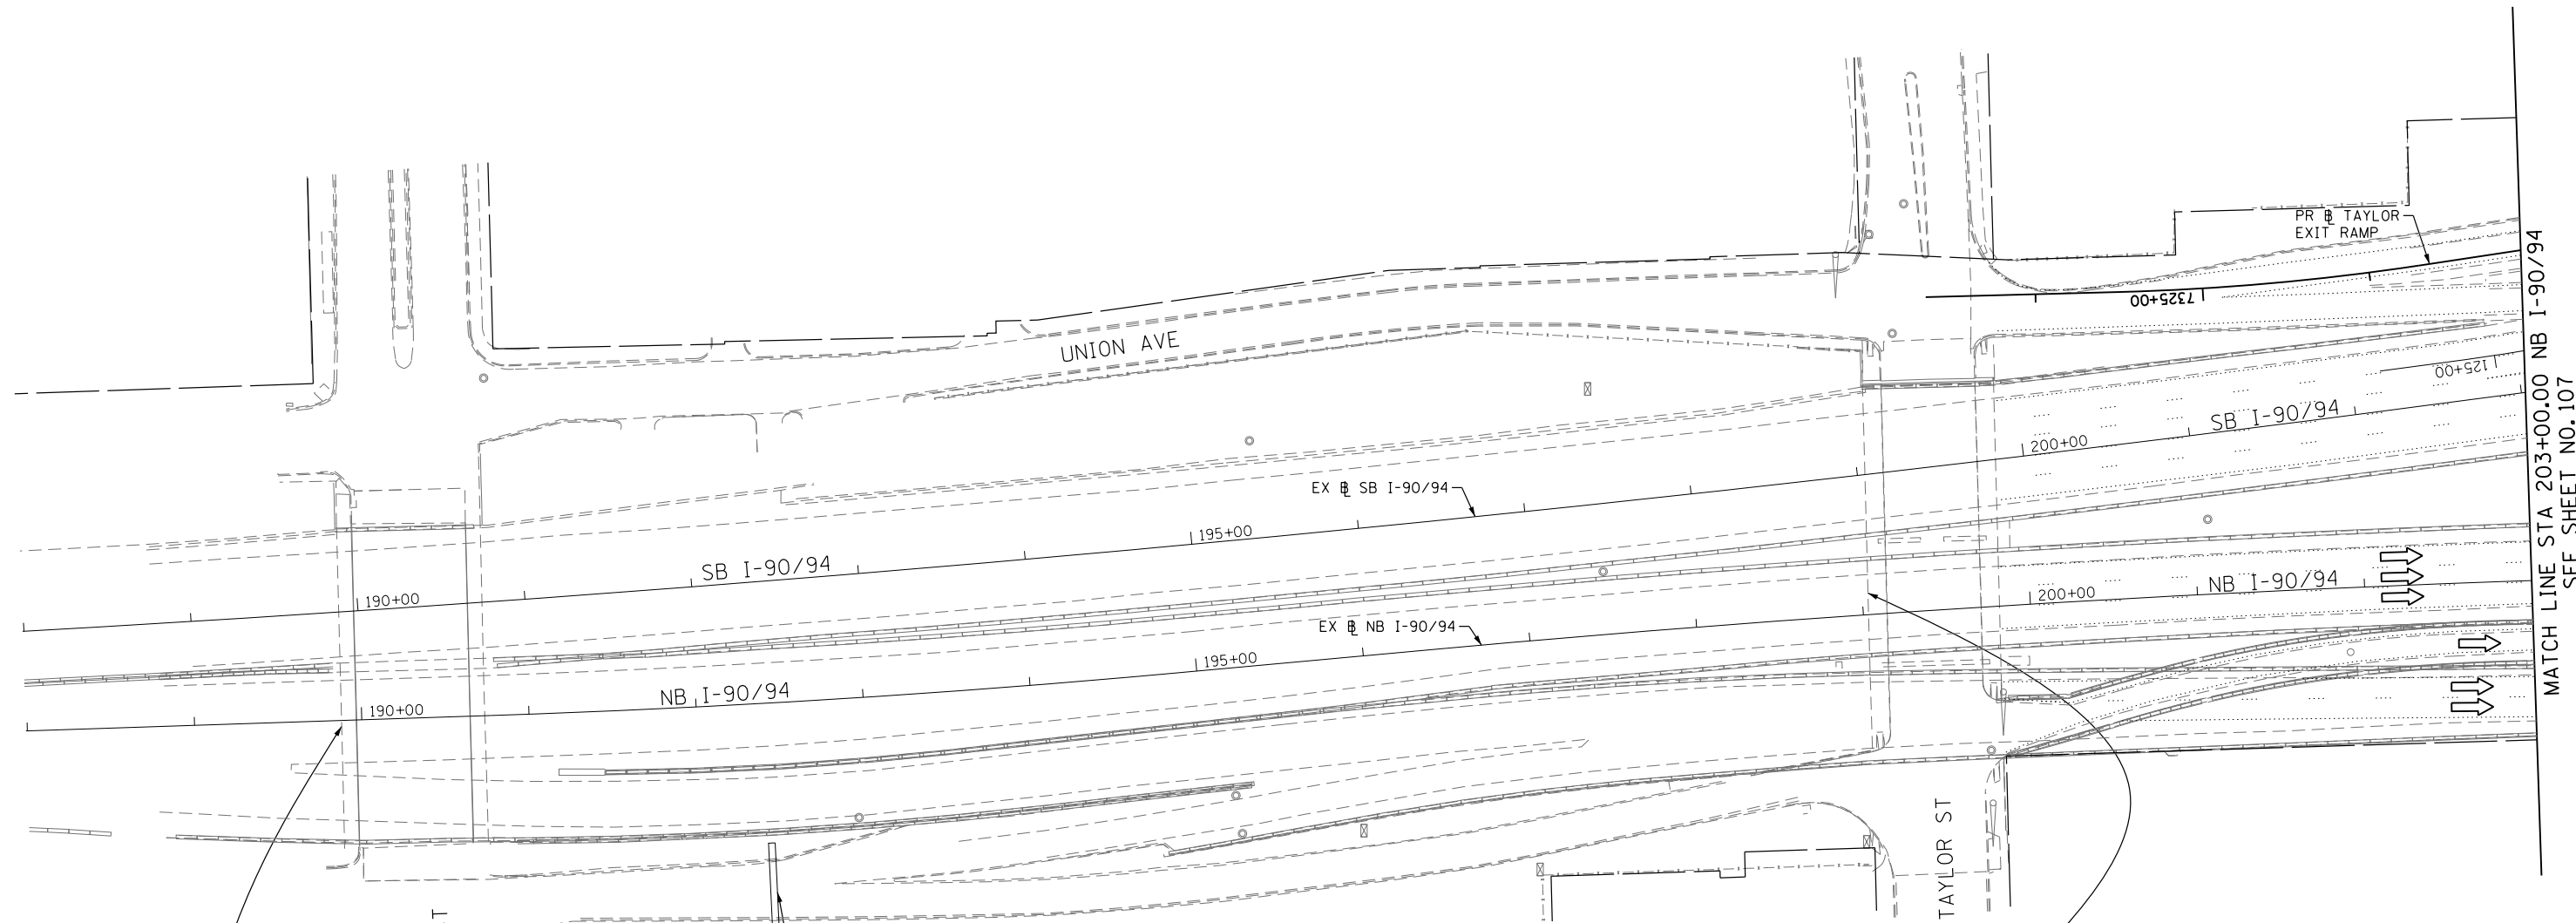 PR BL TAYLOR
EXIT RAMP
7325+00
UNION AVE
125+00
SB I-90/94
200+00
EX BL SB I-90/94
195+00
SB I-90/94
190+00
NB I-90/94
200+00
EX BL NB I-90/94
195+00
NB I-90/94
190+00
TAYLOR ST
T
MATCH LINE STA 203+00.00 NB I-90/94
SEE SHEET NO. 107